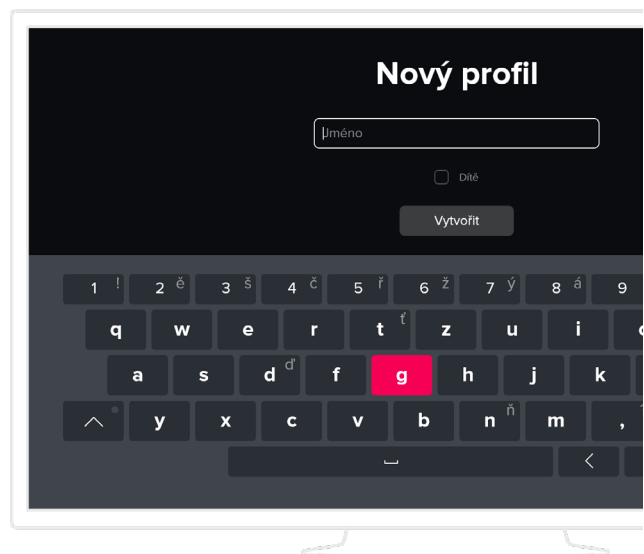 Nový profil
Jméno
Dítě
Vytvořit
1 ! 2 ě 3 š 4 č 5 ř 6 ž 7 ý 8 á 9
q w e r t ť z u i
a s d ď f g h j k
y x c v b n ň m ,